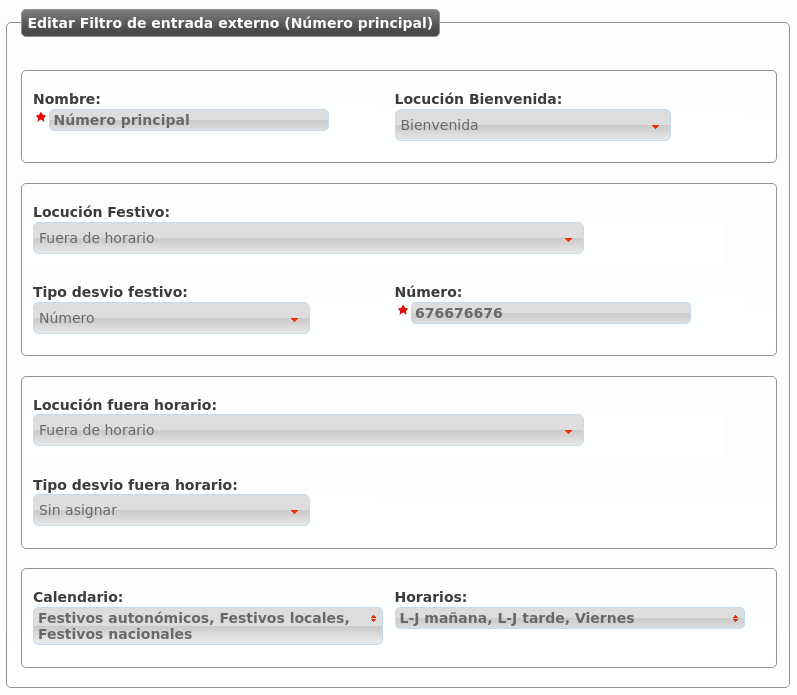 Editar Filtro de entrada externo (Número principal)
Nombre:
Locución Bienvenida:
Número principal
Bienvenida
Locución Festivo:
Fuera de horario
Tipo desvio festivo:
Número:
Número
676676676
Locución fuera horario:
Fuera de horario
Tipo desvio fuera horario:
Sin asignar
Calendario:
Horarios:
Festivos autonómicos, Festivos locales,
Festivos nacionales
L-J mañana, L-J tarde, Viernes